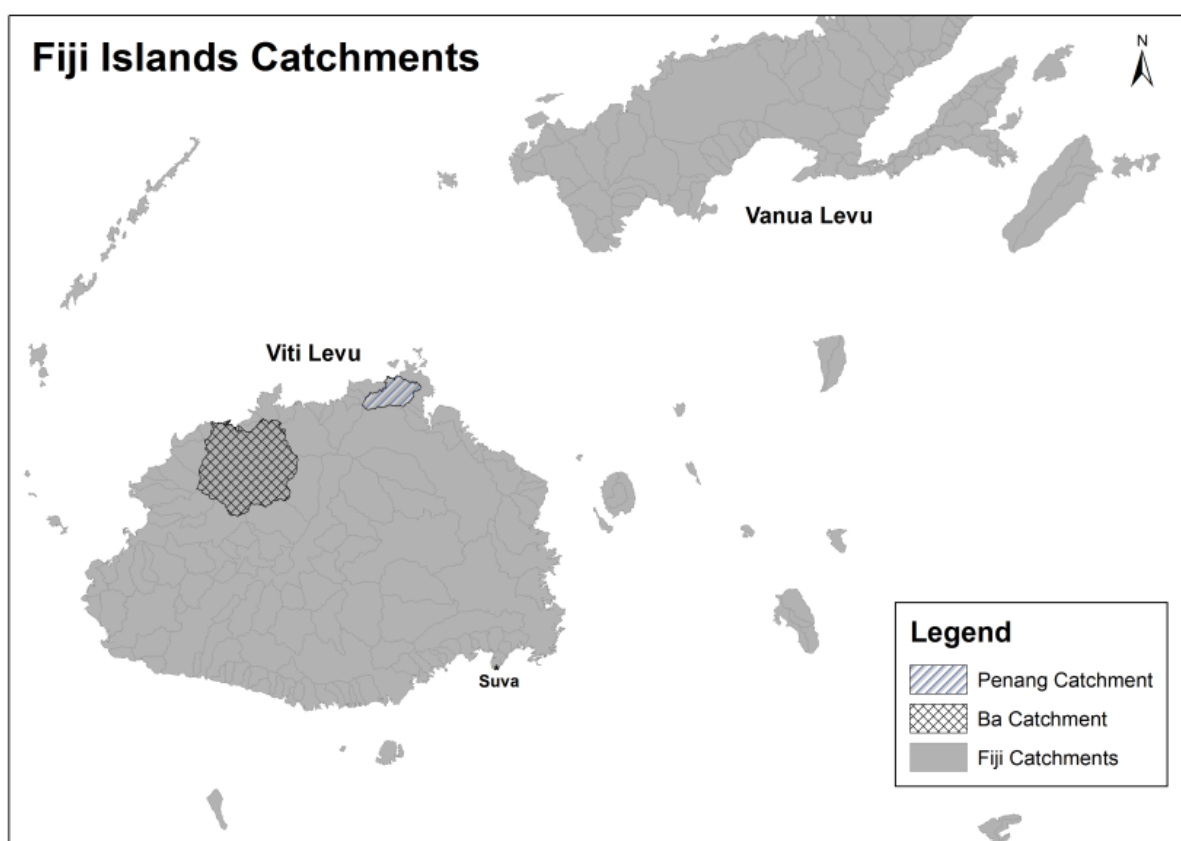 Fiji Islands Catchments
N
Vanua Levu
Viti Levu
Suva
Legend
Penang Catchment
Ba Catchment
Fiji Catchments